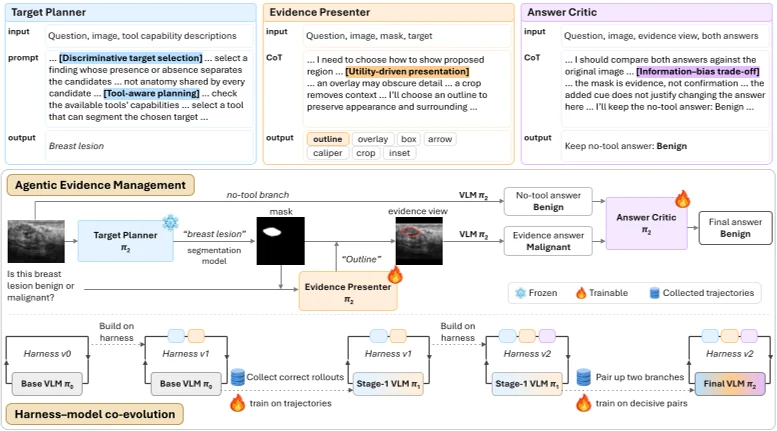 Target Planner
input
Question, image, tool capability descriptions
prompt
... [Discriminative target selection] ... select a
finding whose presence or absence separates
the candidates ... not anatomy shared by every
candidate ... [Tool-aware planning] ... check
the available tools' capabilities ... select a tool
that can segment the chosen target ...
output
Breast lesion
Evidence Presenter
input
Question, image, mask, target
CoT
... I need to choose how to show proposed
region ... [Utility-driven presentation]
... an overlay may obscure detail ... a crop
removes context ... I'll choose an outline to
preserve appearance and surrounding ...
output
outline overlay box arrow
caliper crop inset
Answer Critic
input
Question, image, evidence view, both answers
CoT
... I should compare both answers against the
original image ... [Information–bias trade-off]
... the mask is evidence, not confirmation ... the
added cue does not justify changing the answer
here ... I'll keep the no-tool answer: Benign ...
output
Keep no-tool answer: Benign
Agentic Evidence Management
no-tool branch
VLM π2
No-tool answer
Benign
Target Planner
π2
"breast lesion"
segmentation
model
mask
"Outline"
evidence view
VLM π2
Evidence answer
Malignant
Answer Critic
π2
Final answer
Benign
Is this breast
lesion benign or
malignant?
Evidence Presenter
π2
Frozen Trainable Collected trajectories
Harness v0
Base VLM π0
Build on
harness
Harness v1
Base VLM π0
Collect correct rollouts
train on trajectories
Harness v1
Stage-1 VLM π1
Build on
harness
Harness v2
Stage-1 VLM π1
Pair up two branches
train on decisive pairs
Harness v2
Final VLM π2
Harness–model co-evolution